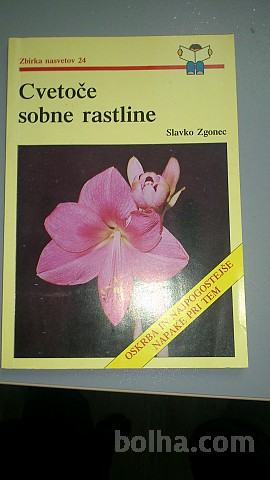 Zbirka nasvetov 24
Cvetoče
sobne rastline
Slavko Zgonec
OSKRBA IN NAJPOGOSTEJŠE
NAPAKE PRI TEM
bolha.com